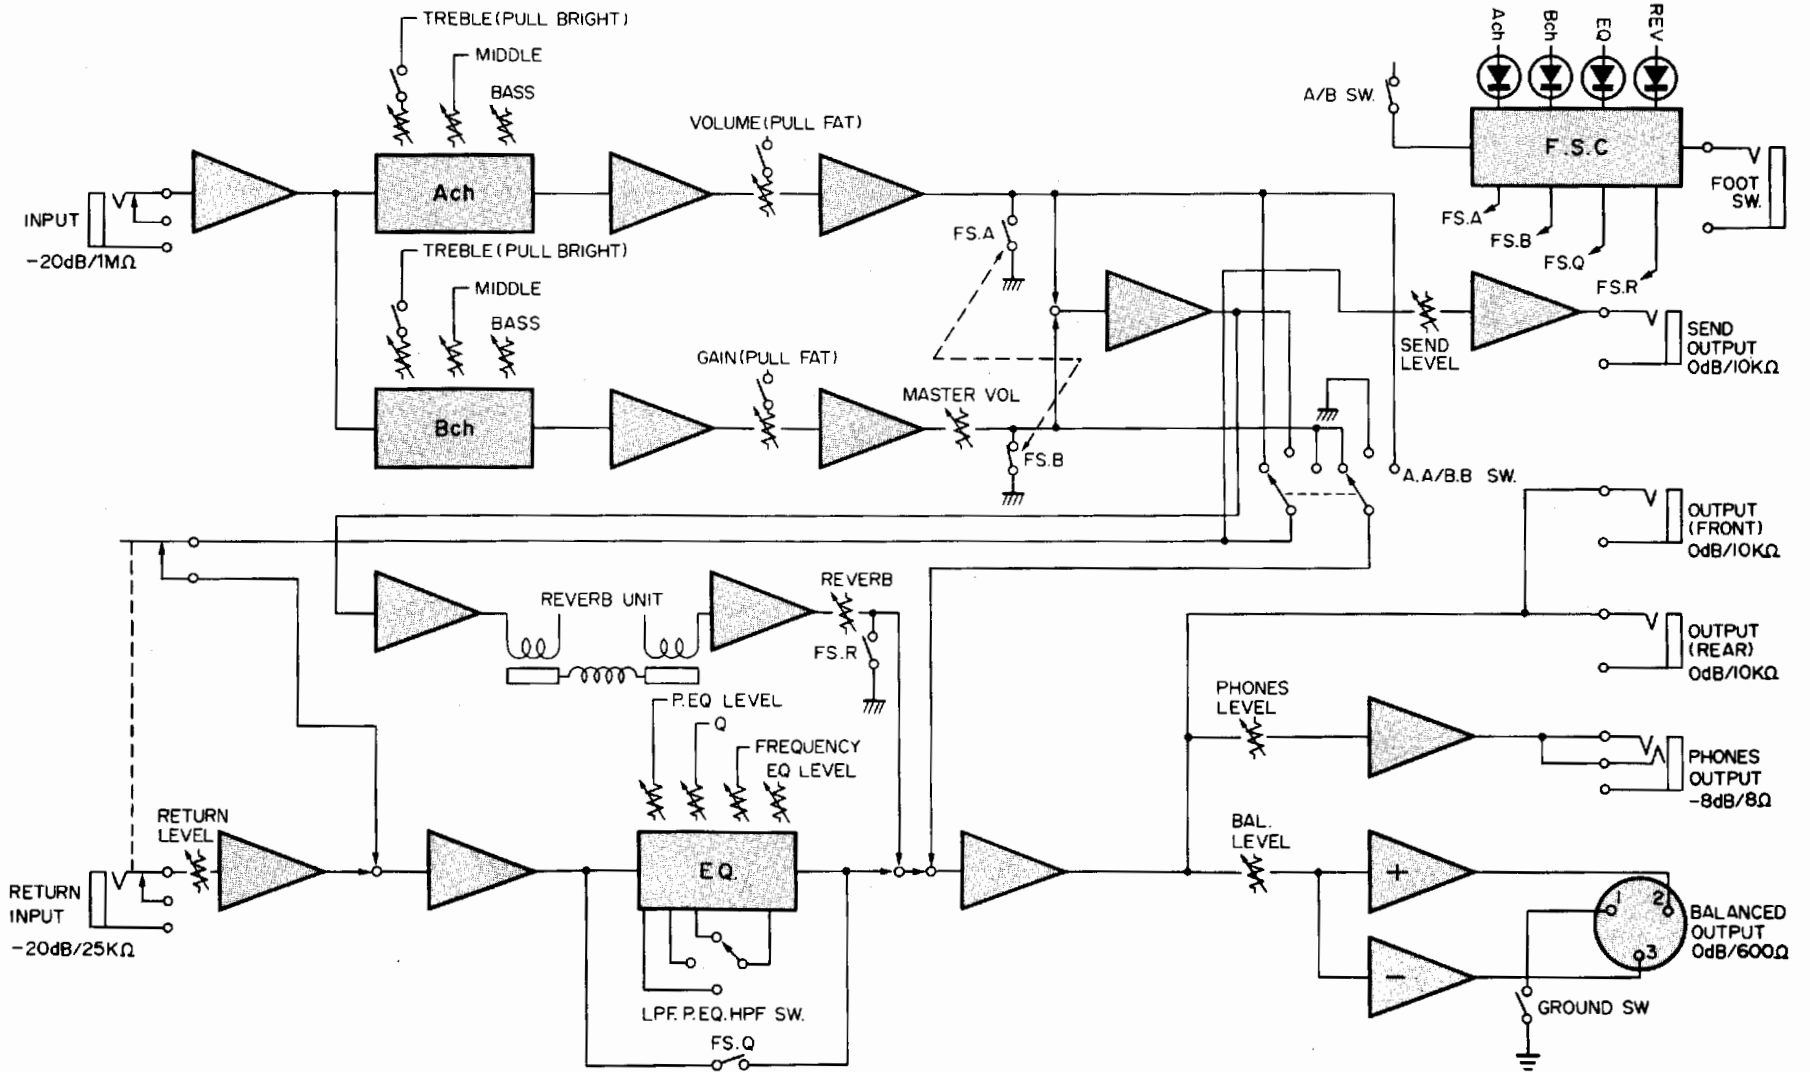 TREBLE(PULL BRIGHT)
MIDDLE
BASS
VOLUME(PULL FAT)
A/B SW.
Ach
Bch
EQ
REV
F.S.C
FOOT
SW.
FS.A
FS.B
FS.Q
FS.R
INPUT
-20dB/1MΩ
Ach
FS.A
TREBLE(PULL BRIGHT)
MIDDLE
BASS
GAIN(PULL FAT)
MASTER VOL
Bch
FS.B
SEND
LEVEL
SEND
OUTPUT
0dB/10KΩ
A.A/B.B SW.
OUTPUT
(FRONT)
0dB/10KΩ
REVERB UNIT
REVERB
FS.R
OUTPUT
(REAR)
0dB/10KΩ
P.EQ LEVEL
Q
FREQUENCY
EQ LEVEL
PHONES
LEVEL
PHONES
OUTPUT
-8dB/8Ω
RETURN
LEVEL
RETURN
INPUT
-20dB/25KΩ
EQ.
BAL.
LEVEL
+
-
1
2
3
BALANCED
OUTPUT
0dB/600Ω
LPF.P.EQ.HPF SW.
FS.Q
GROUND SW